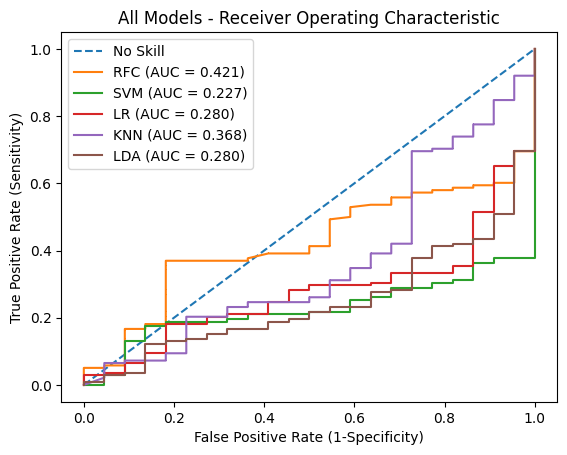 All Models - Receiver Operating Characteristic
No Skill
RFC (AUC = 0.421)
SVM (AUC = 0.227)
LR (AUC = 0.280)
KNN (AUC = 0.368)
LDA (AUC = 0.280)
True Positive Rate (Sensitivity)
1.0
0.8
0.6
0.4
0.2
0.0
0.0 0.2 0.4 0.6 0.8 1.0
False Positive Rate (1-Specificity)